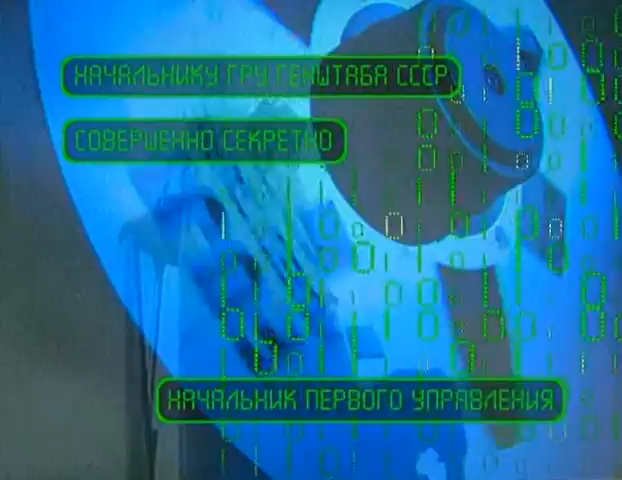 НАЧАЛЬНИКУ ГРУ ГЕНШТАБА СССР
СОВЕРШЕННО СЕКРЕТНО
НАЧАЛЬНИК ПЕРВОГО УПРАВЛЕНИЯ